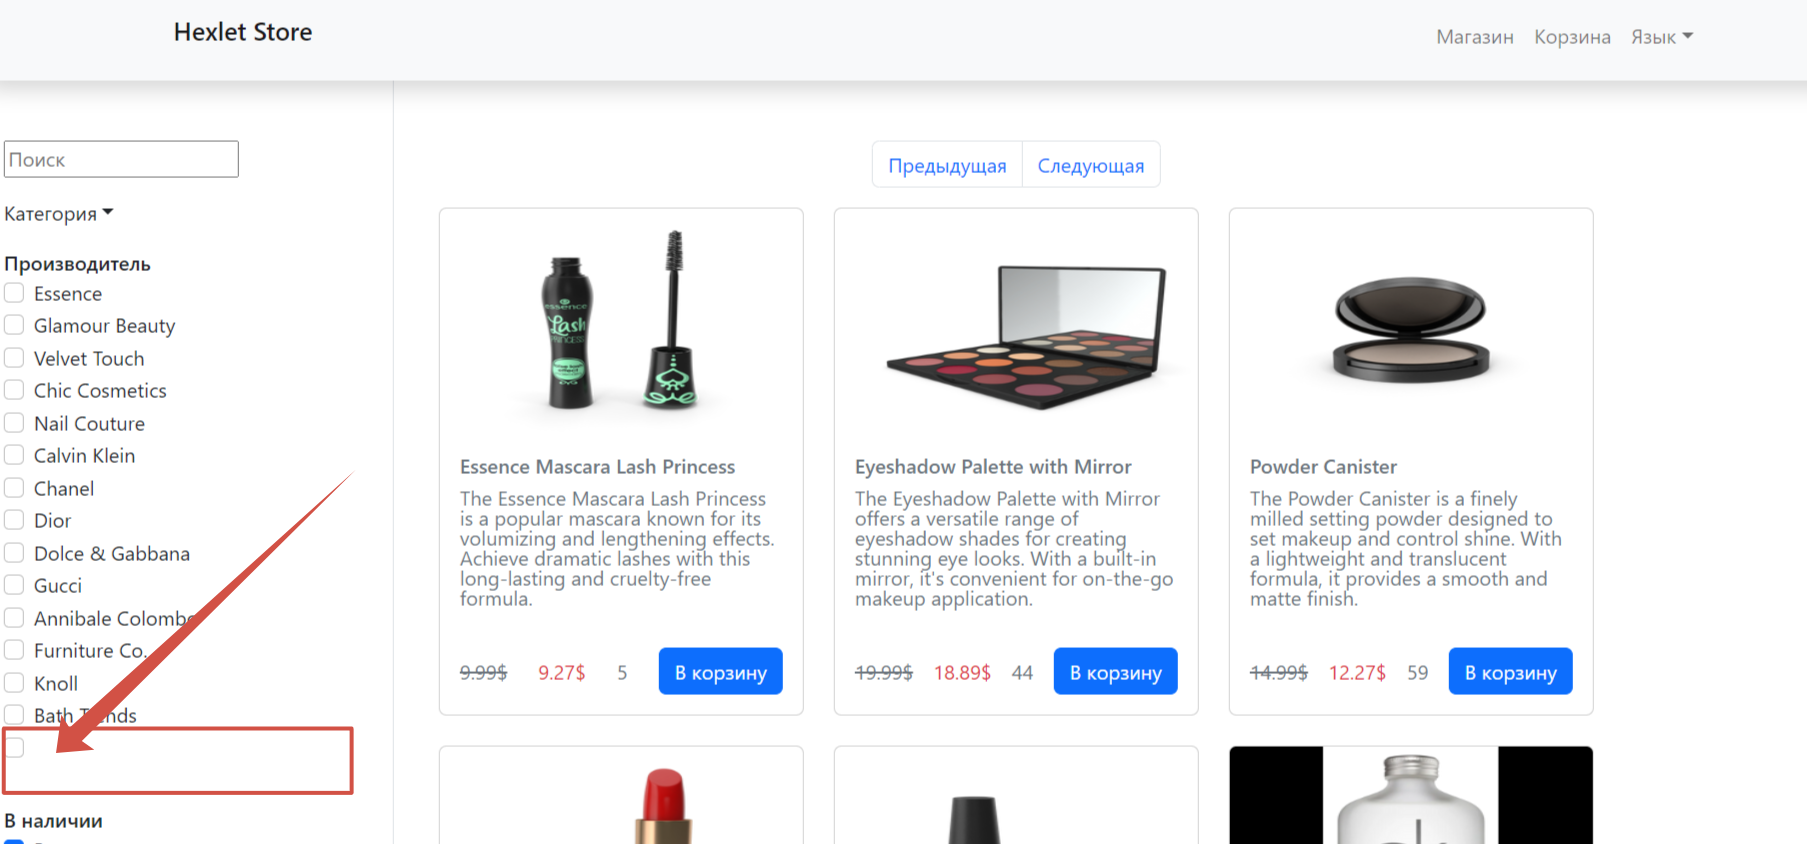 Hexlet Store
Магазин Корзина Язык
Поиск
Категория
Производитель
Essence
Glamour Beauty
Velvet Touch
Chic Cosmetics
Nail Couture
Calvin Klein
Chanel
Dior
Dolce & Gabbana
Gucci
Annibale Colombo
Furniture Co.
Knoll
Bath Trends
В наличии
Предыдущая Следующая
essence
Lash
PRINCESS
Essence Mascara Lash Princess
The Essence Mascara Lash Princess
is a popular mascara known for its
volumizing and lengthening effects.
Achieve dramatic lashes with this
long-lasting and cruelty-free
formula.
9.99$ 9.27$ 5 В корзину
Eyeshadow Palette with Mirror
The Eyeshadow Palette with Mirror
offers a versatile range of
eyeshadow shades for creating
stunning eye looks. With a built-in
mirror, it's convenient for on-the-go
makeup application.
19.99$ 18.89$ 44 В корзину
Powder Canister
The Powder Canister is a finely
milled setting powder designed to
set makeup and control shine. With
a lightweight and translucent
formula, it provides a smooth and
matte finish.
14.99$ 12.27$ 59 В корзину